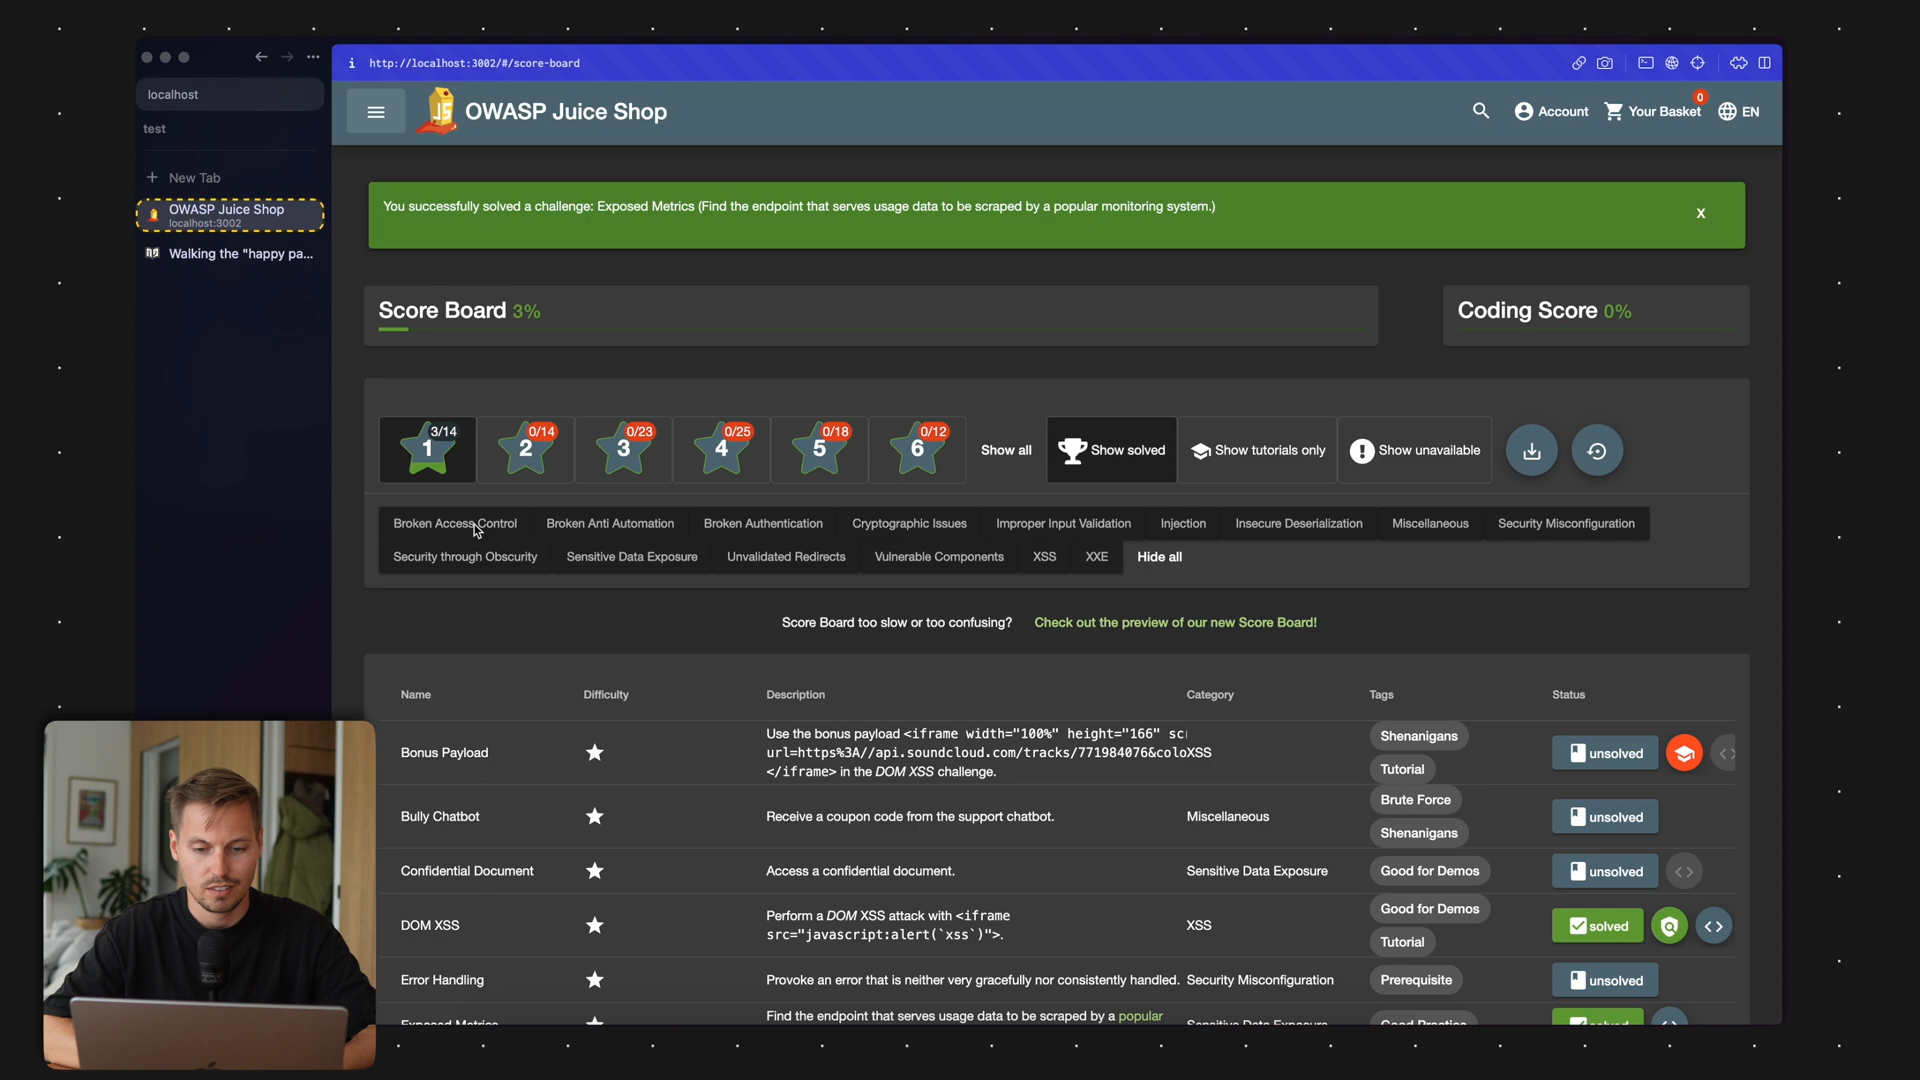 localhost
test
New Tab
OWASP Juice Shop
localhost:3002
Walking the "happy pa...
i http://localhost:3002/#/score-board
JS
OWASP Juice Shop
Account
Your Basket
0
EN
You successfully solved a challenge: Exposed Metrics (Find the endpoint that serves usage data to be scraped by a popular monitoring system.)
X
Score Board 3%
Coding Score 0%
1 3/14
2 0/14
3 0/23
4 0/25
5 0/18
6 0/12
Show all
Show solved
Show tutorials only
Show unavailable
Broken Access Control Broken Anti Automation Broken Authentication Cryptographic Issues Improper Input Validation Injection Insecure Deserialization Miscellaneous Security Misconfiguration
Security through Obscurity Sensitive Data Exposure Unvalidated Redirects Vulnerable Components XSS XXE Hide all
Score Board too slow or too confusing? Check out the preview of our new Score Board!
Name Difficulty Description Category Tags Status
Bonus Payload
Use the bonus payload <iframe width="100%" height="166" scr
url=https%3A//api.soundcloud.com/tracks/771984076&colo
</iframe> in the DOM XSS challenge.
XSS
Shenanigans
Tutorial
unsolved
Bully Chatbot
Receive a coupon code from the support chatbot.
Miscellaneous
Brute Force
Shenanigans
unsolved
Confidential Document
Access a confidential document.
Sensitive Data Exposure
Good for Demos
unsolved
DOM XSS
Perform a DOM XSS attack with <iframe
src="javascript:alert(`xss`)">.
XSS
Good for Demos
Tutorial
solved
Error Handling
Provoke an error that is neither very gracefully nor consistently handled.
Security Misconfiguration
Prerequisite
unsolved
Exposed Metrics
Find the endpoint that serves usage data to be scraped by a popular
Sensitive Data Exposure
Good Practice
solved